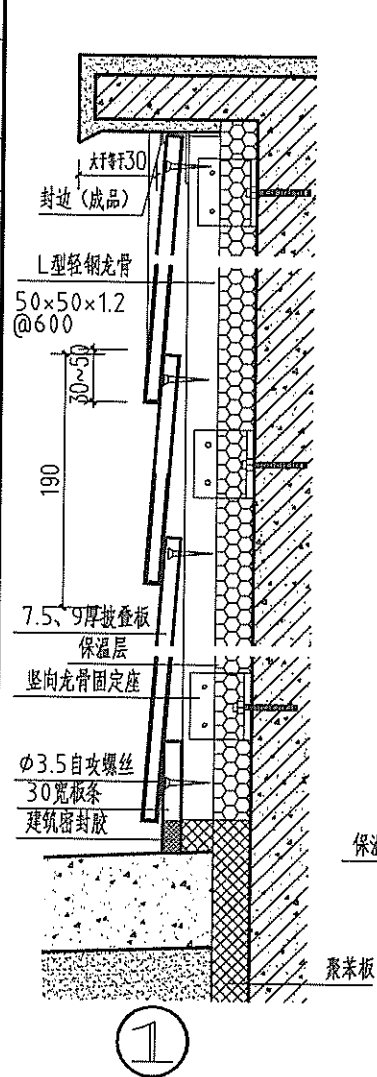 大于等于30
封边（成品）
L型轻钢龙骨
50×50×1.2
@600
30~50
190
7.5、9厚披叠板
保温层
竖向龙骨固定座
Φ3.5自攻螺丝
30宽板条
建筑密封胶
保温
聚苯板
1